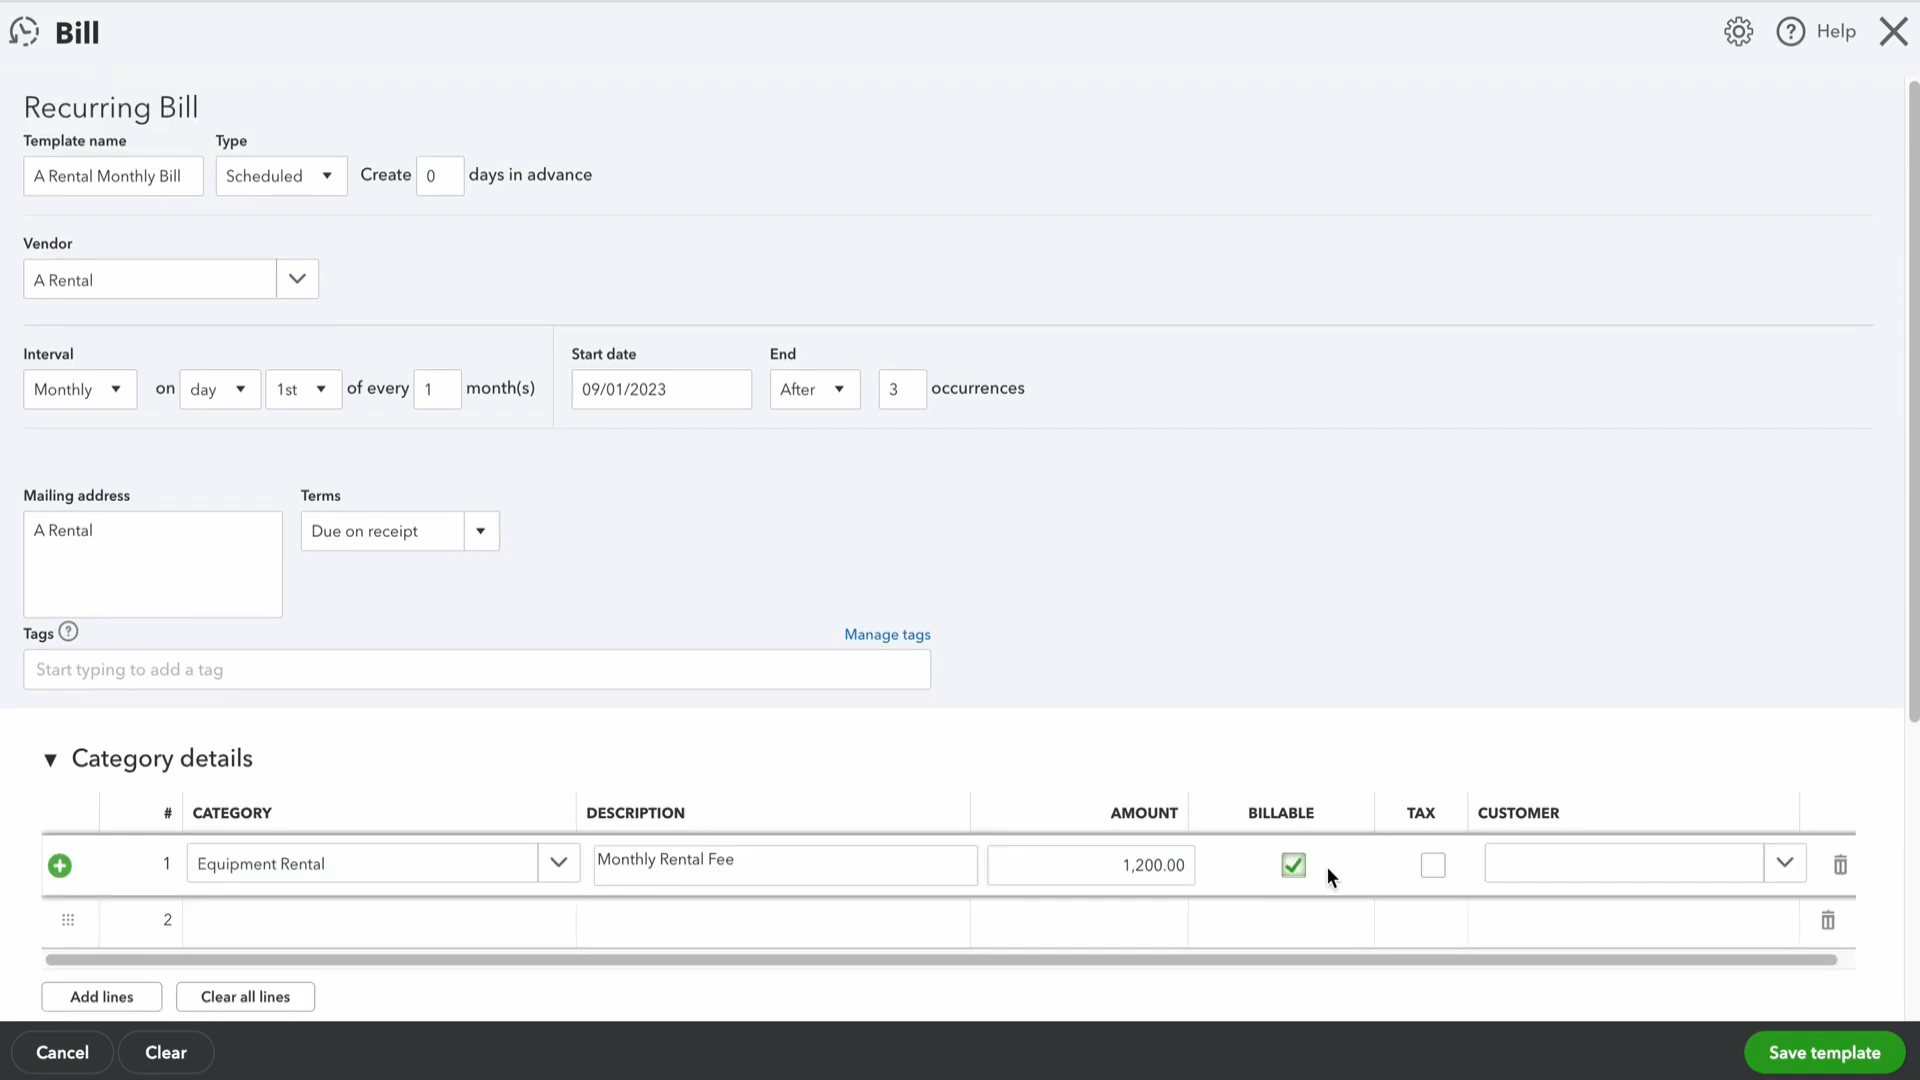 Bill
? Help
Recurring Bill
Template name Type
A Rental Monthly Bill Scheduled Create 0 days in advance
Vendor
A Rental
Interval Start date End
Monthly on day 1st of every 1 month(s) 09/01/2023 After 3 occurrences
Mailing address Terms
A Rental Due on receipt
Tags ? Manage tags
Start typing to add a tag
Category details
# CATEGORY DESCRIPTION AMOUNT BILLABLE TAX CUSTOMER
1 Equipment Rental Monthly Rental Fee 1,200.00
2
Add lines Clear all lines
Cancel Clear Save template